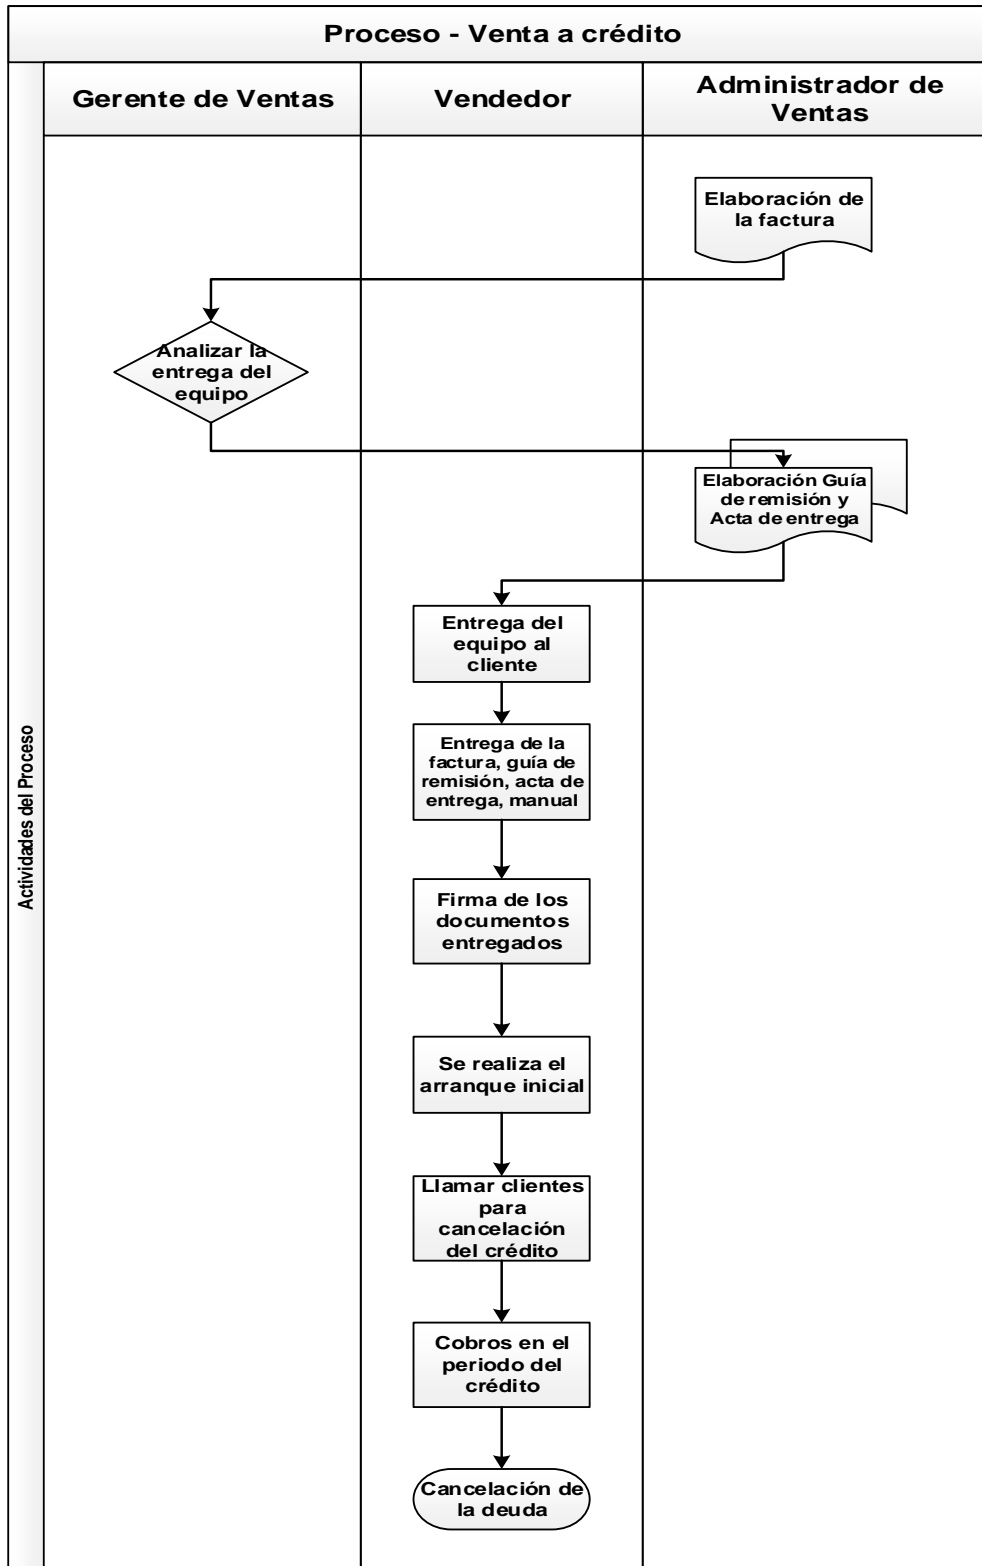 Proceso - Venta a crédito
Gerente de Ventas
Vendedor
Administrador de
Ventas
Actividades del Proceso
Elaboración de
la factura
Analizar la
entrega del
equipo
Elaboración Guía
de remisión y
Acta de entrega
Entrega del
equipo al
cliente
Entrega de la
factura, guía de
remisión, acta de
entrega, manual
Firma de los
documentos
entregados
Se realiza el
arranque inicial
Llamar clientes
para
cancelación
del crédito
Cobros en el
periodo del
crédito
Cancelación de
la deuda